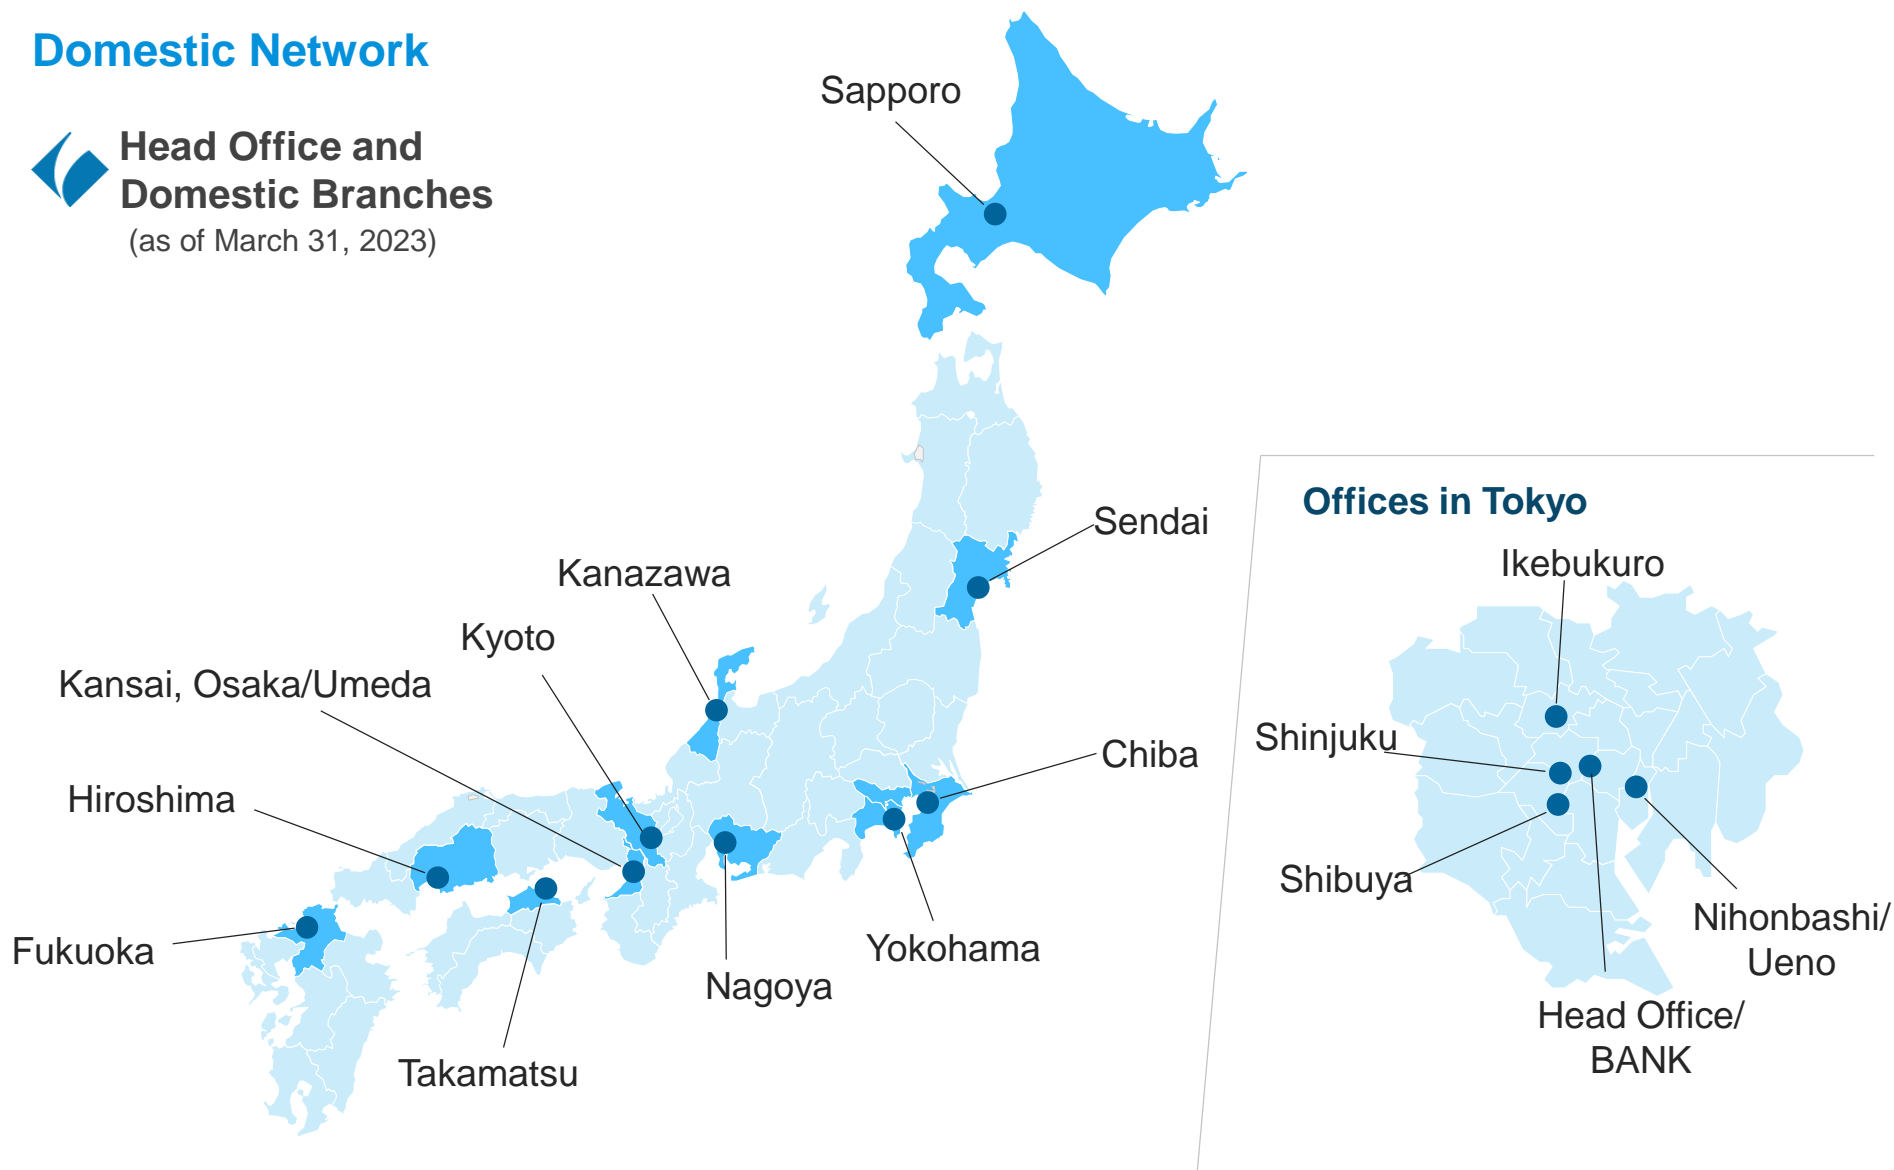 Domestic Network
Head Office and
Domestic Branches
(as of March 31, 2023)
Sapporo
Sendai
Kanazawa
Kyoto
Kansai, Osaka/Umeda
Hiroshima
Fukuoka
Takamatsu
Nagoya
Yokohama
Chiba
Offices in Tokyo
Ikebukuro
Shinjuku
Shibuya
Nihonbashi/
Ueno
Head Office/
BANK